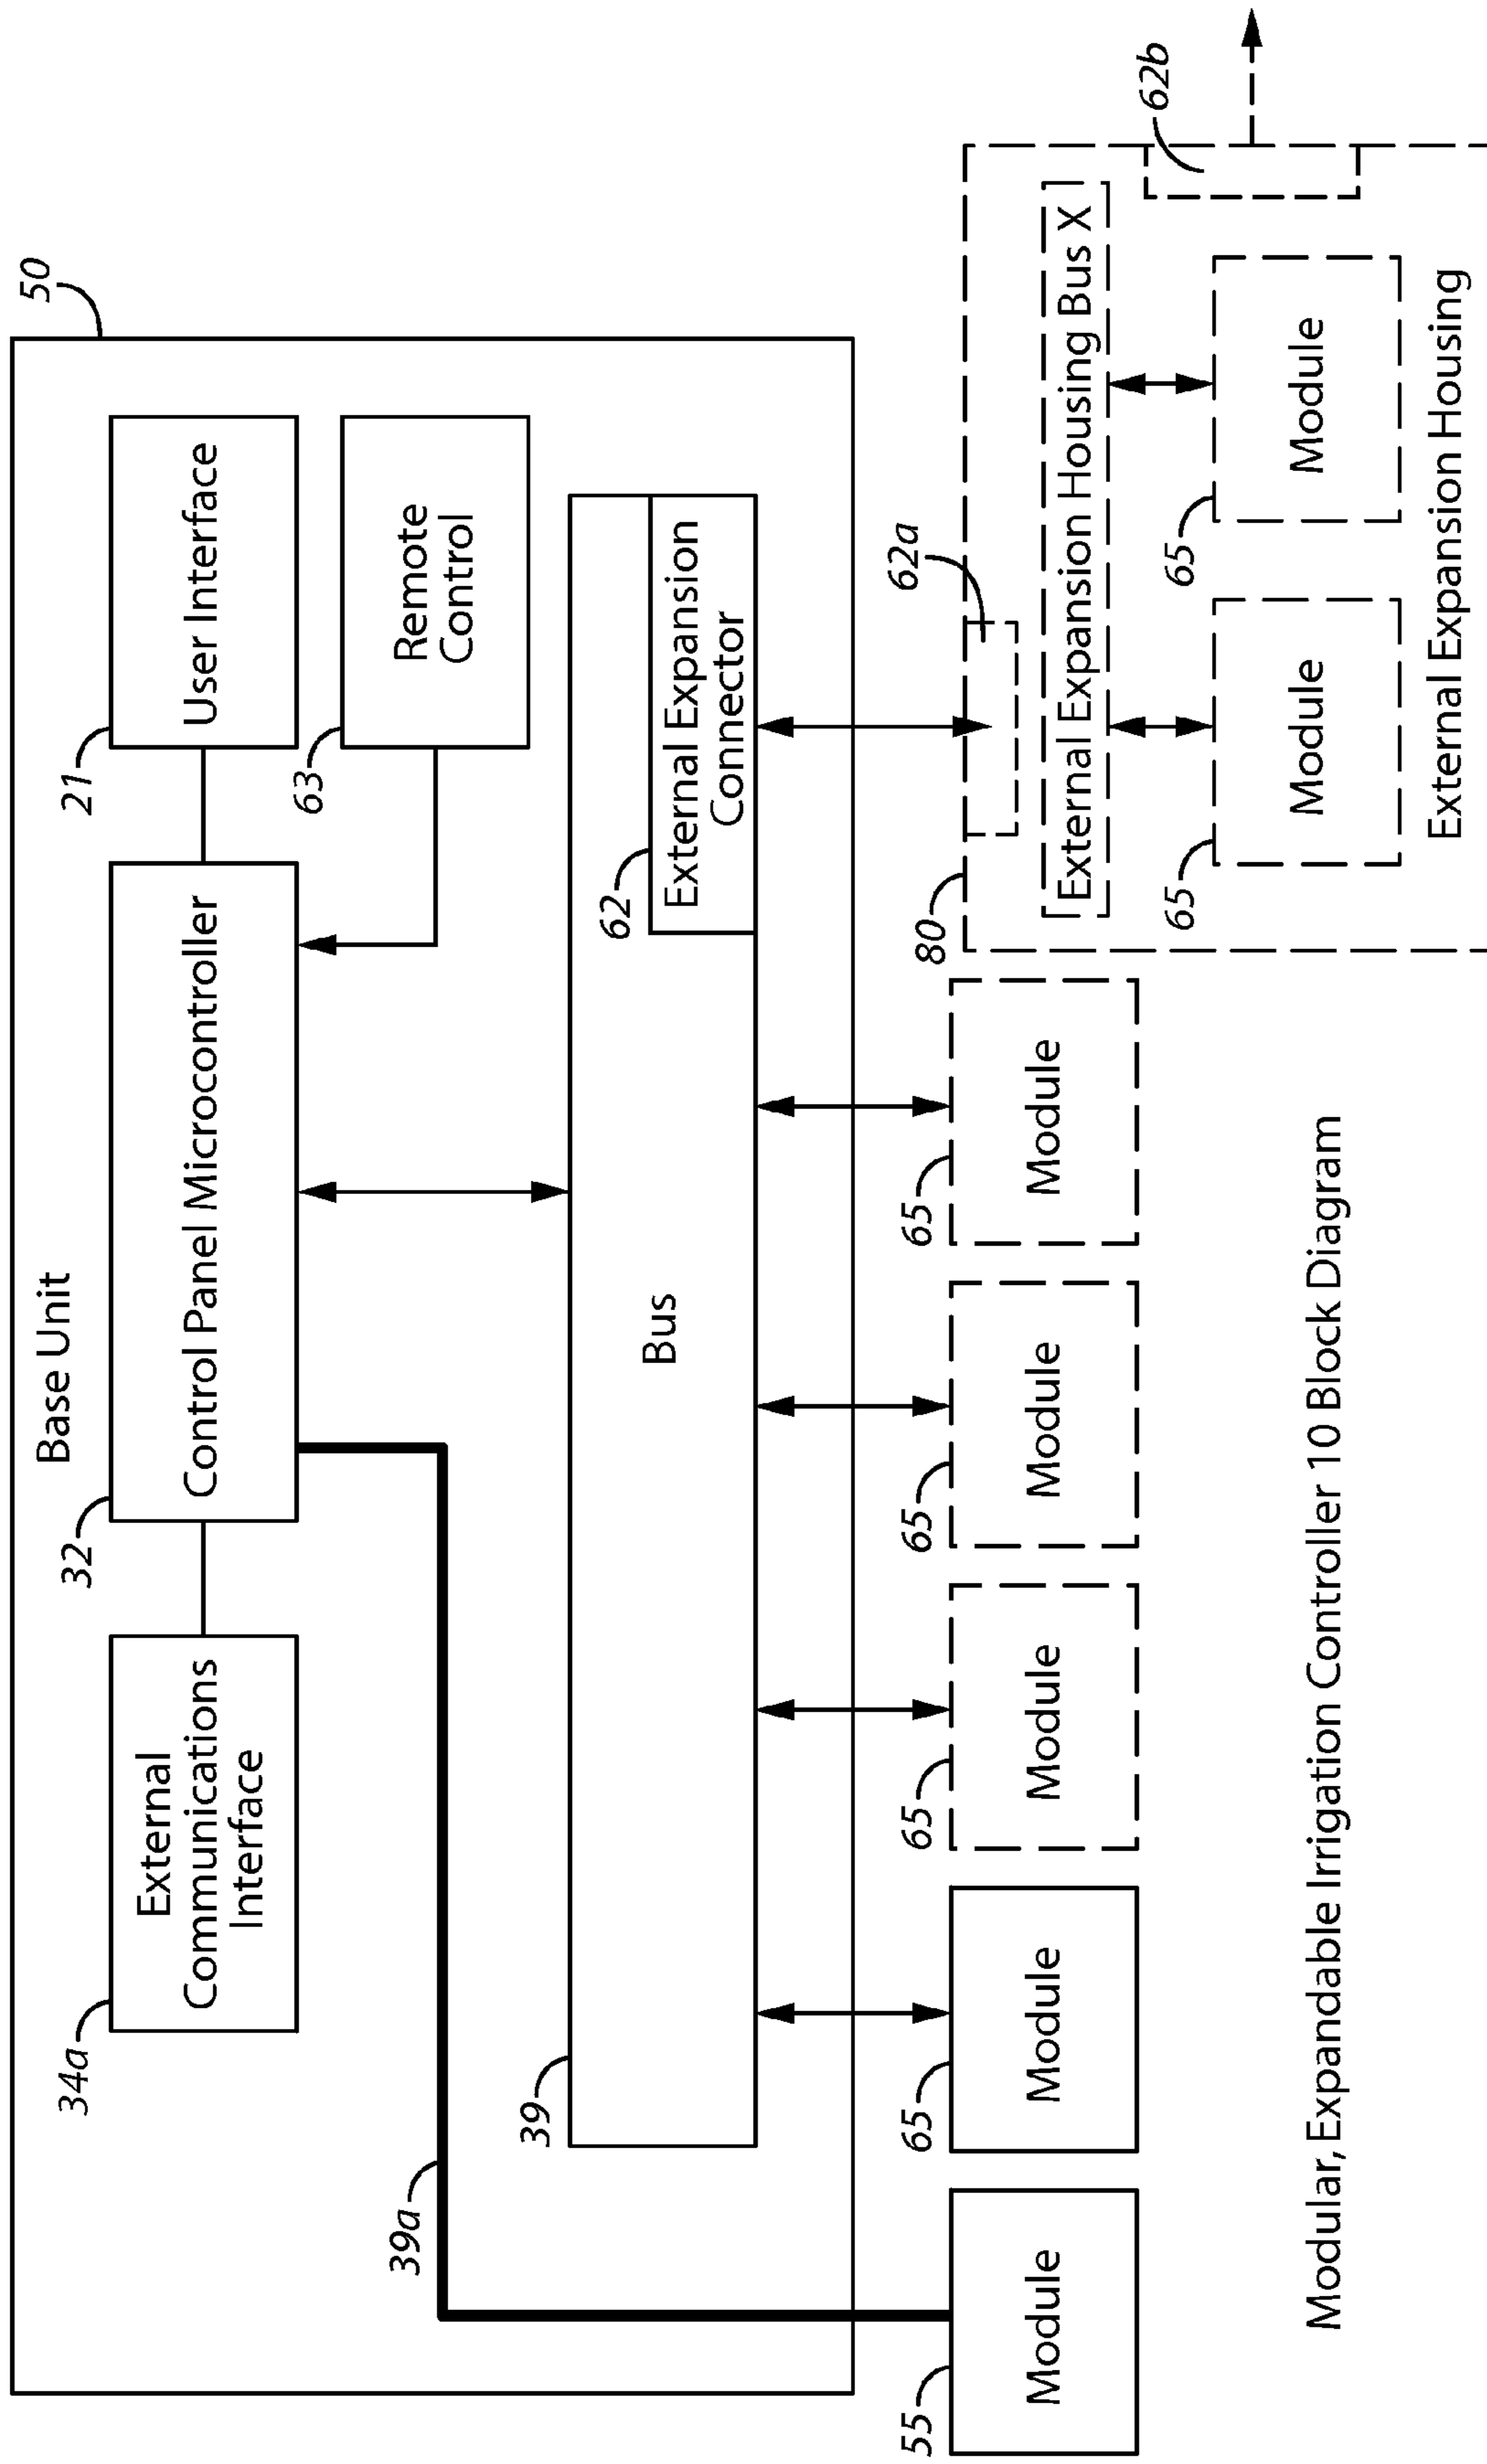 50
Base Unit
34a
External
Communications
Interface
32
Control Panel Microcontroller
21
User Interface
63
Remote
Control
39a
39
Bus
62
External Expansion
Connector
55
Module
65
Module
65
Module
65
Module
65
Module
80
62a
External Expansion Housing Bus X
62b
65
Module
65
Module
External Expansion Housing
Modular, Expandable Irrigation Controller 10 Block Diagram